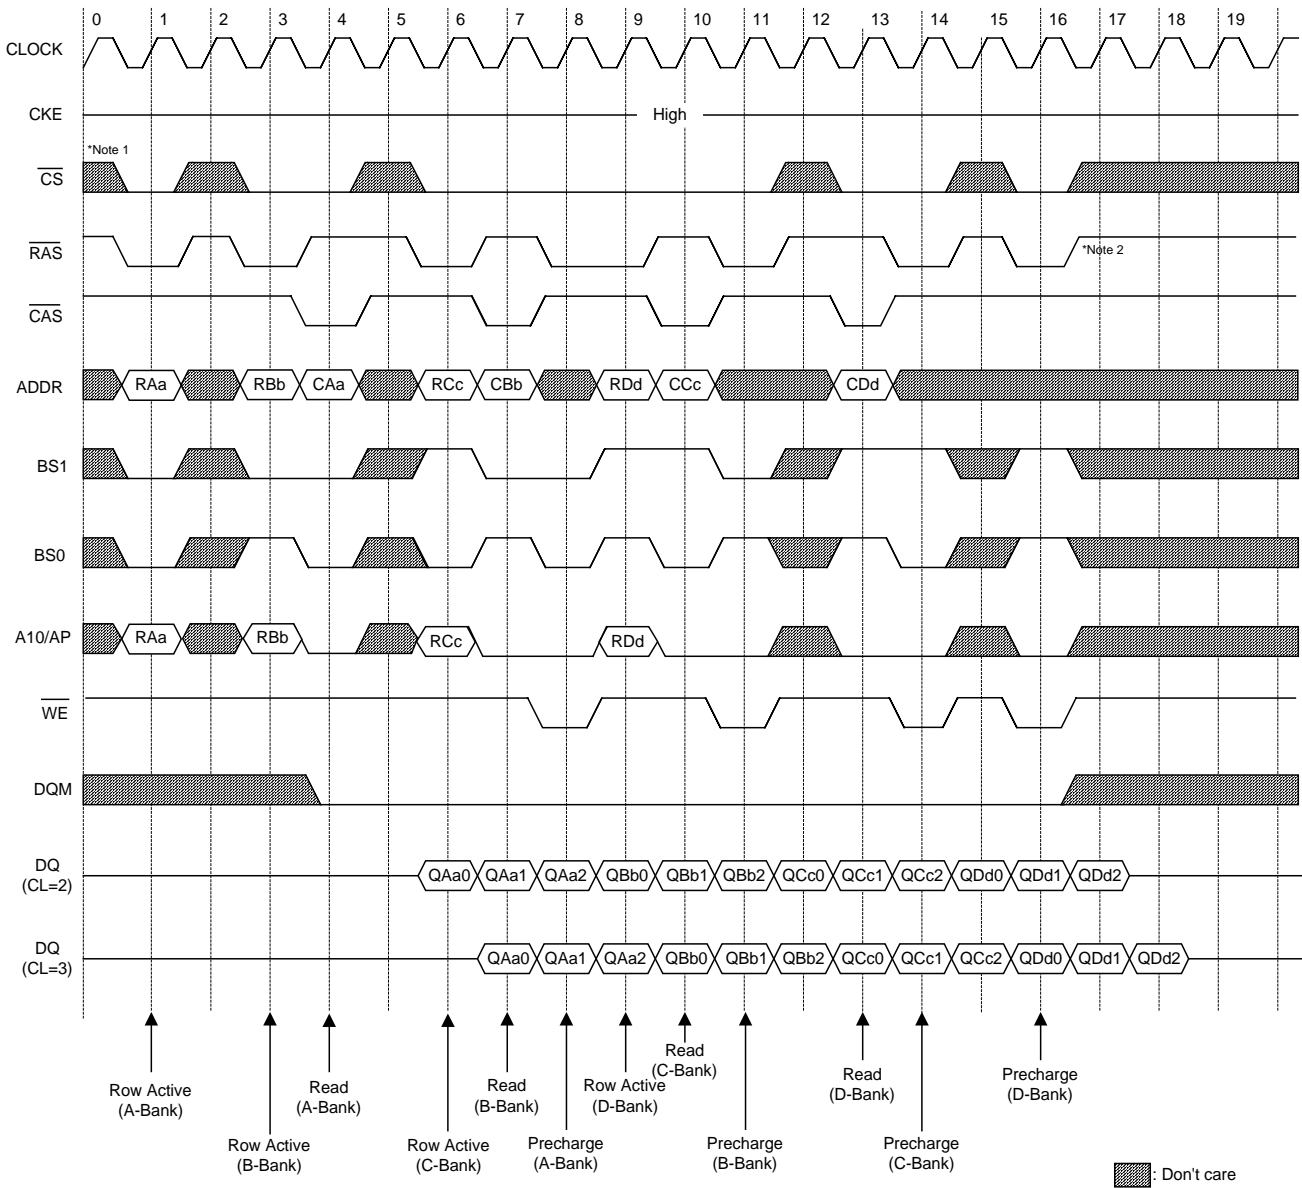 0 1 2 3 4 5 6 7 8 9 10 11 12 13 14 15 16 17 18 19
CLOCK
CKE High
*Note 1
CS
RAS *Note 2
CAS
ADDR RAa RBb CAa RCc CBb RDd CCc CDd
BS1
BS0
A10/AP RAa RBb RCc RDd
WE
DQM
DQ
(CL=2) QAa0 QAa1 QAa2 QBb0 QBb1 QBb2 QCc0 QCc1 QCc2 QDd0 QDd1 QDd2
DQ
(CL=3) QAa0 QAa1 QAa2 QBb0 QBb1 QBb2 QCc0 QCc1 QCc2 QDd0 QDd1 QDd2
Row Active
(A-Bank)
Row Active
(B-Bank)
Read
(A-Bank)
Row Active
(C-Bank)
Read
(B-Bank)
Precharge
(A-Bank)
Row Active
(D-Bank)
Read
(C-Bank)
Precharge
(B-Bank)
Read
(D-Bank)
Precharge
(C-Bank)
Precharge
(D-Bank)
: Don't care